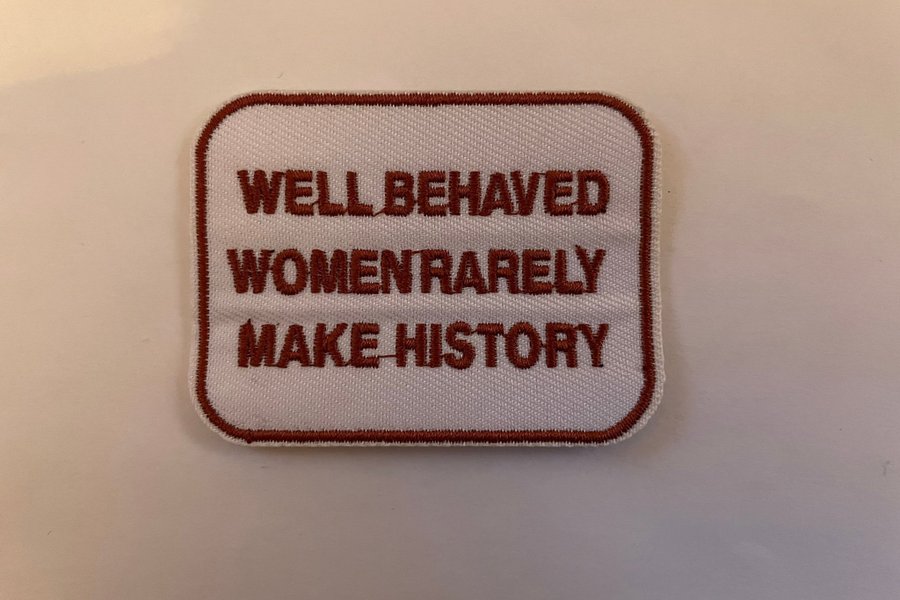 WELL BEHAVED
WOMEN RARELY
MAKE HISTORY